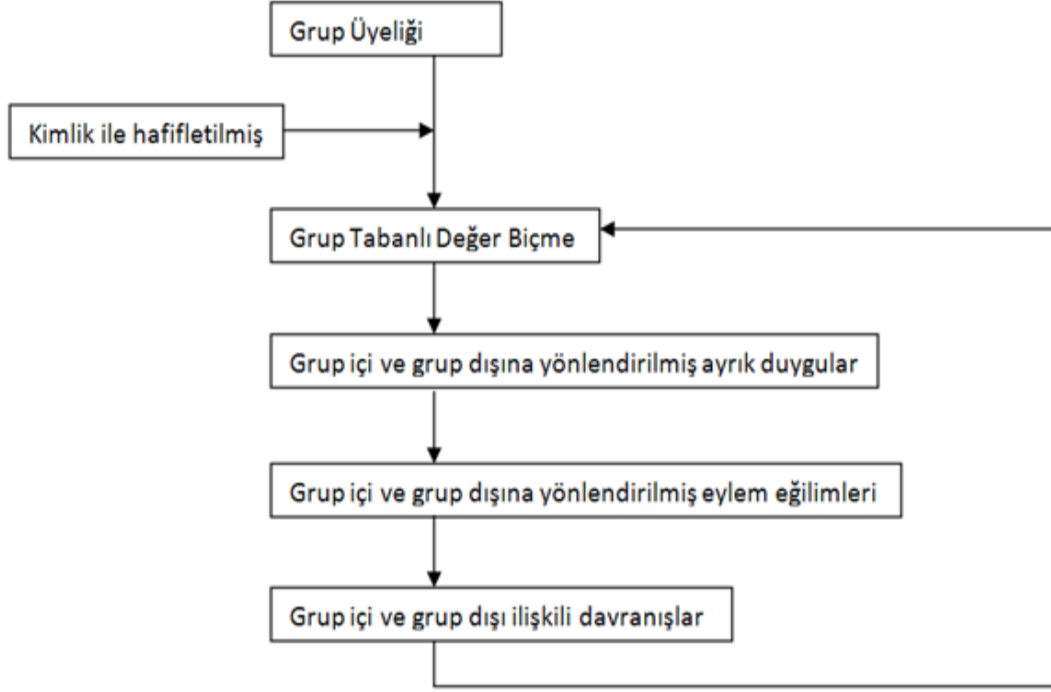 Grup Üyeliği
Kimlik ile hafifletilmiş
Grup Tabanlı Değer Biçme
Grup içi ve grup dışına yönlendirilmiş ayrık duygular
Grup içi ve grup dışına yönlendirilmiş eylem eğilimleri
Grup içi ve grup dışı ilişkili davranışlar